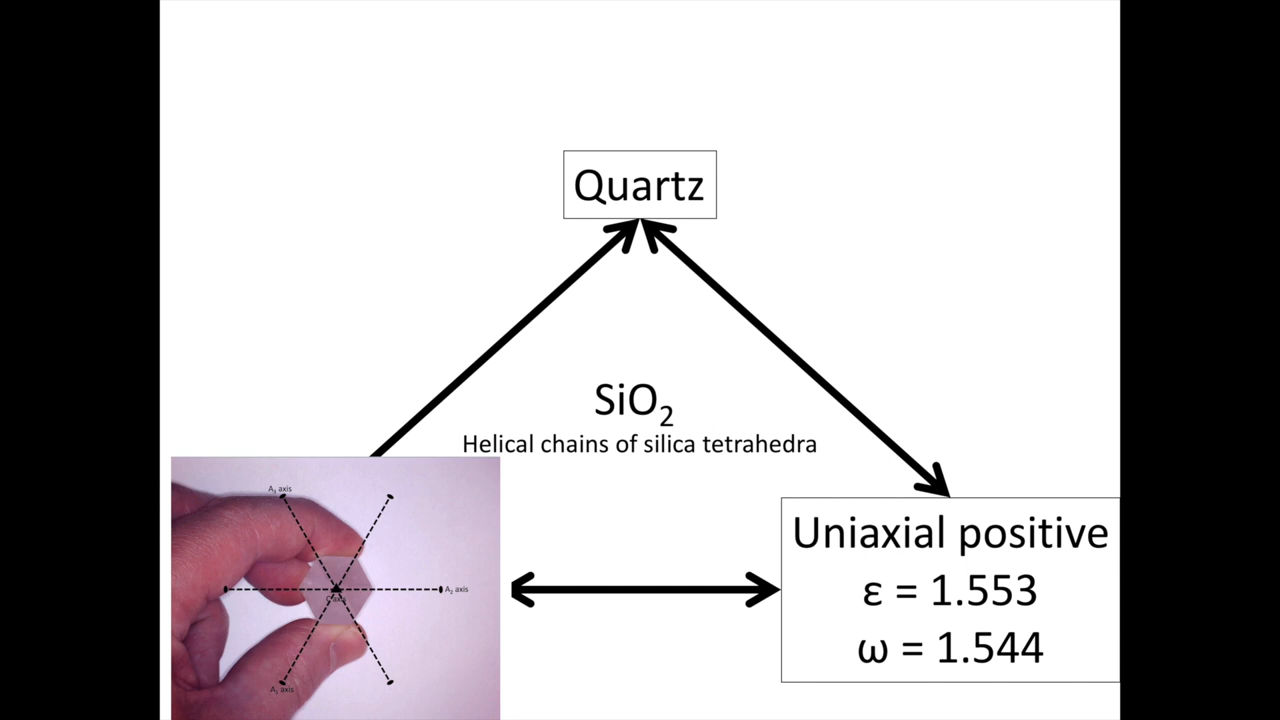 Quartz
SiO₂
Helical chains of silica tetrahedra
A₃ axis
A₂ axis
A₁ axis
Uniaxial positive
ε = 1.553
ω = 1.544